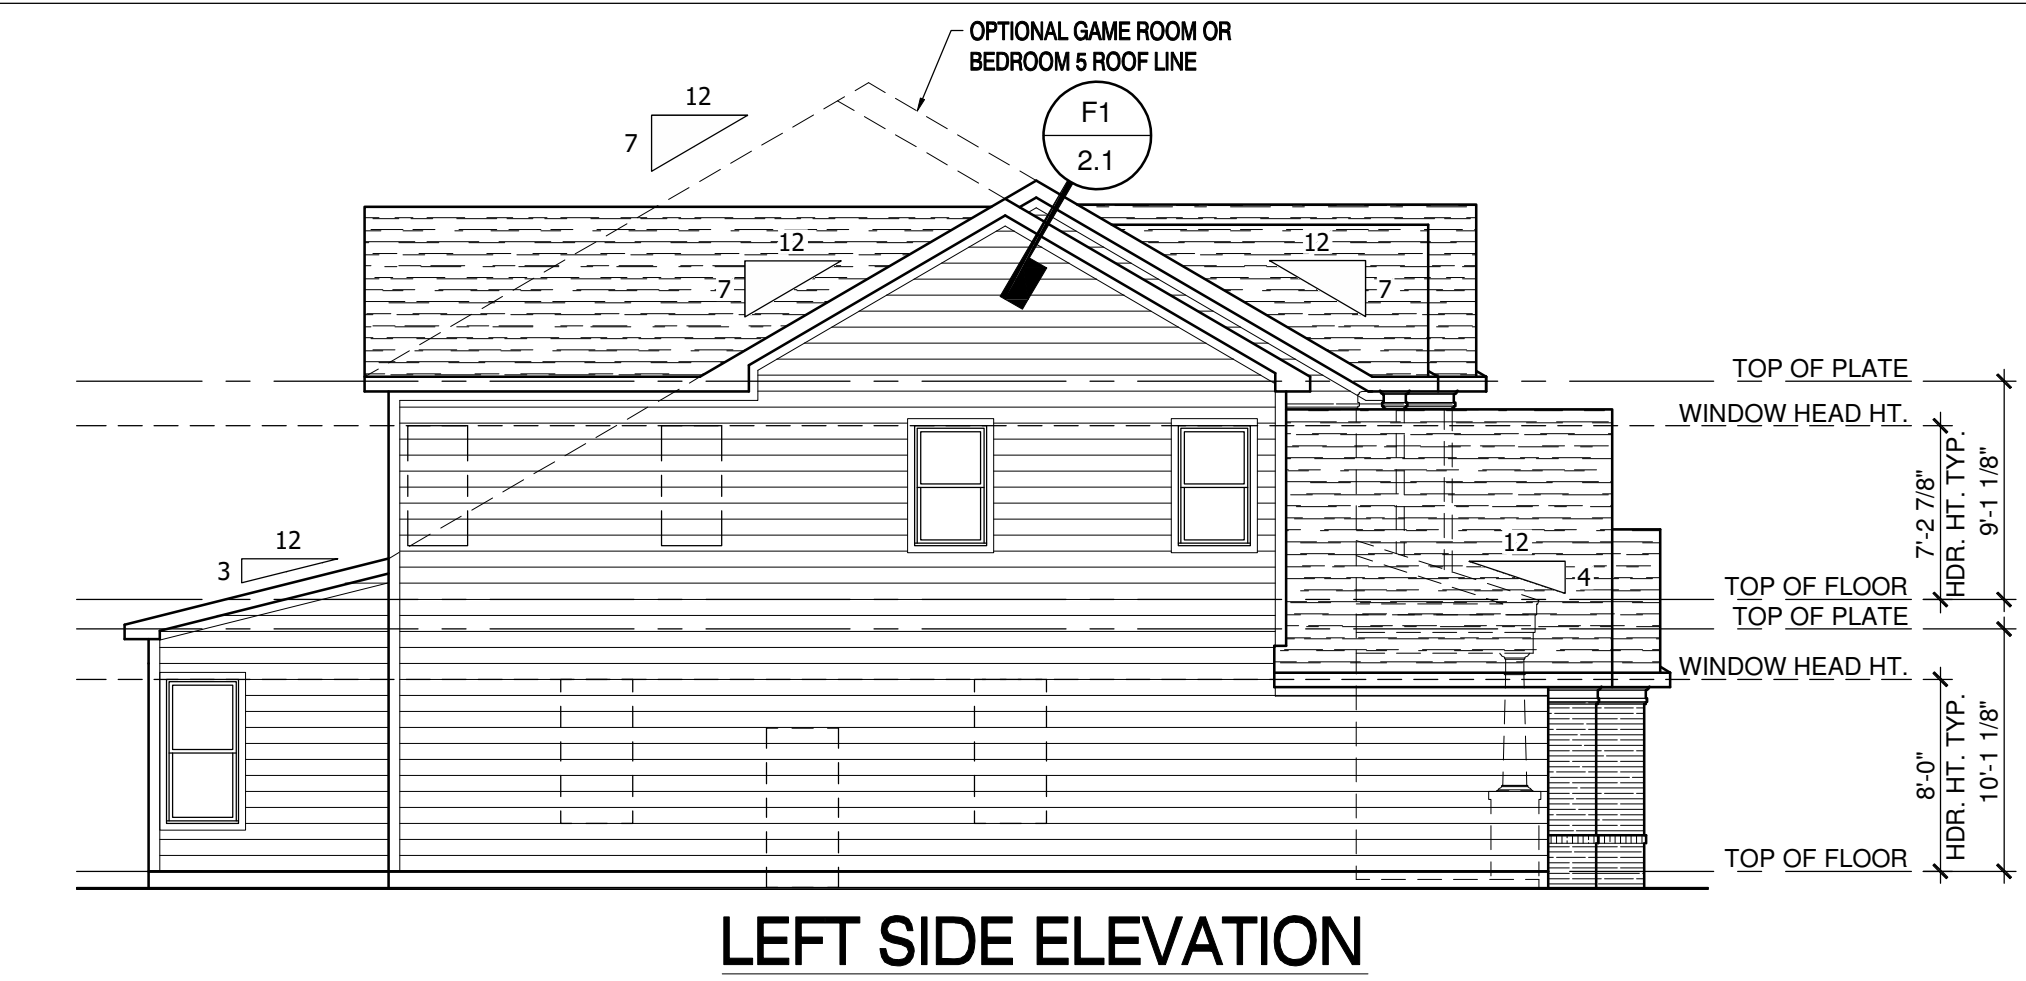 OPTIONAL GAME ROOM OR
BEDROOM 5 ROOF LINE
F1
2.1
12
7
12
7
12
7
TOP OF PLATE
WINDOW HEAD HT.
7'-2 7/8"
HDR. HT. TYP.
9'-1 1/8"
12
3
12
4
TOP OF FLOOR
TOP OF PLATE
WINDOW HEAD HT.
8'-0"
HDR. HT. TYP.
10'-1 1/8"
TOP OF FLOOR
LEFT SIDE ELEVATION